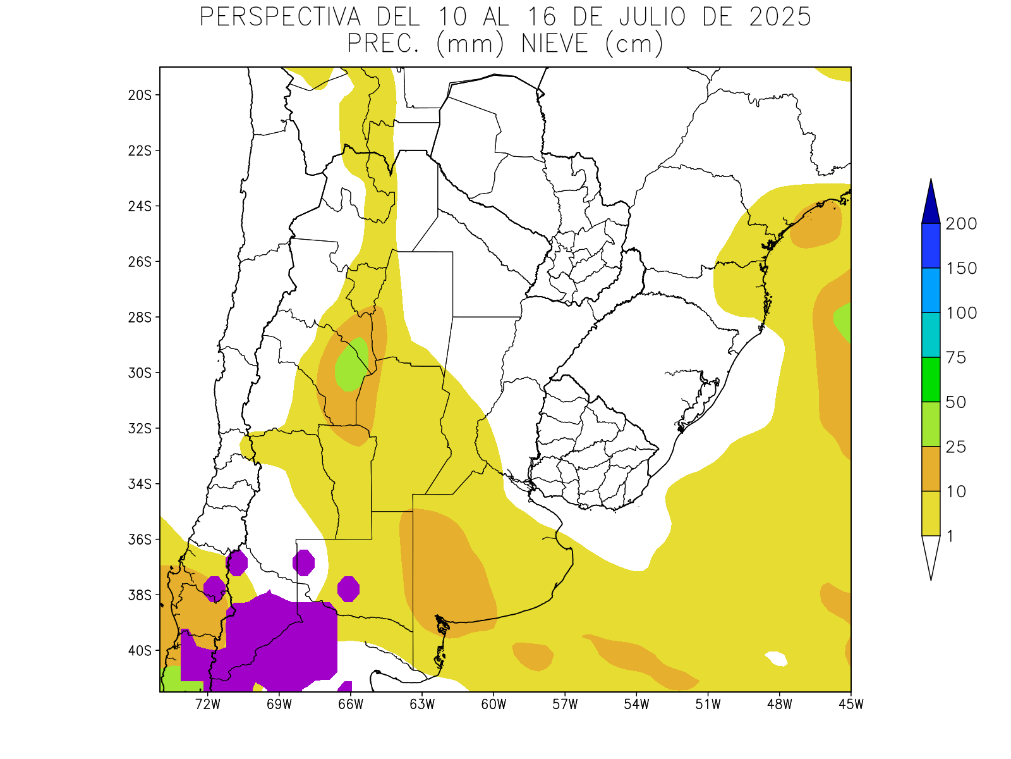 PERSPECTIVA DEL 10 AL 16 DE JULIO DE 2025
PREC. (mm) NIEVE (cm)
20S
22S
24S
26S
28S
30S
32S
34S
36S
38S
40S
72W 69W 66W 63W 60W 57W 54W 51W 48W 45W
200
150
100
75
50
25
10
1